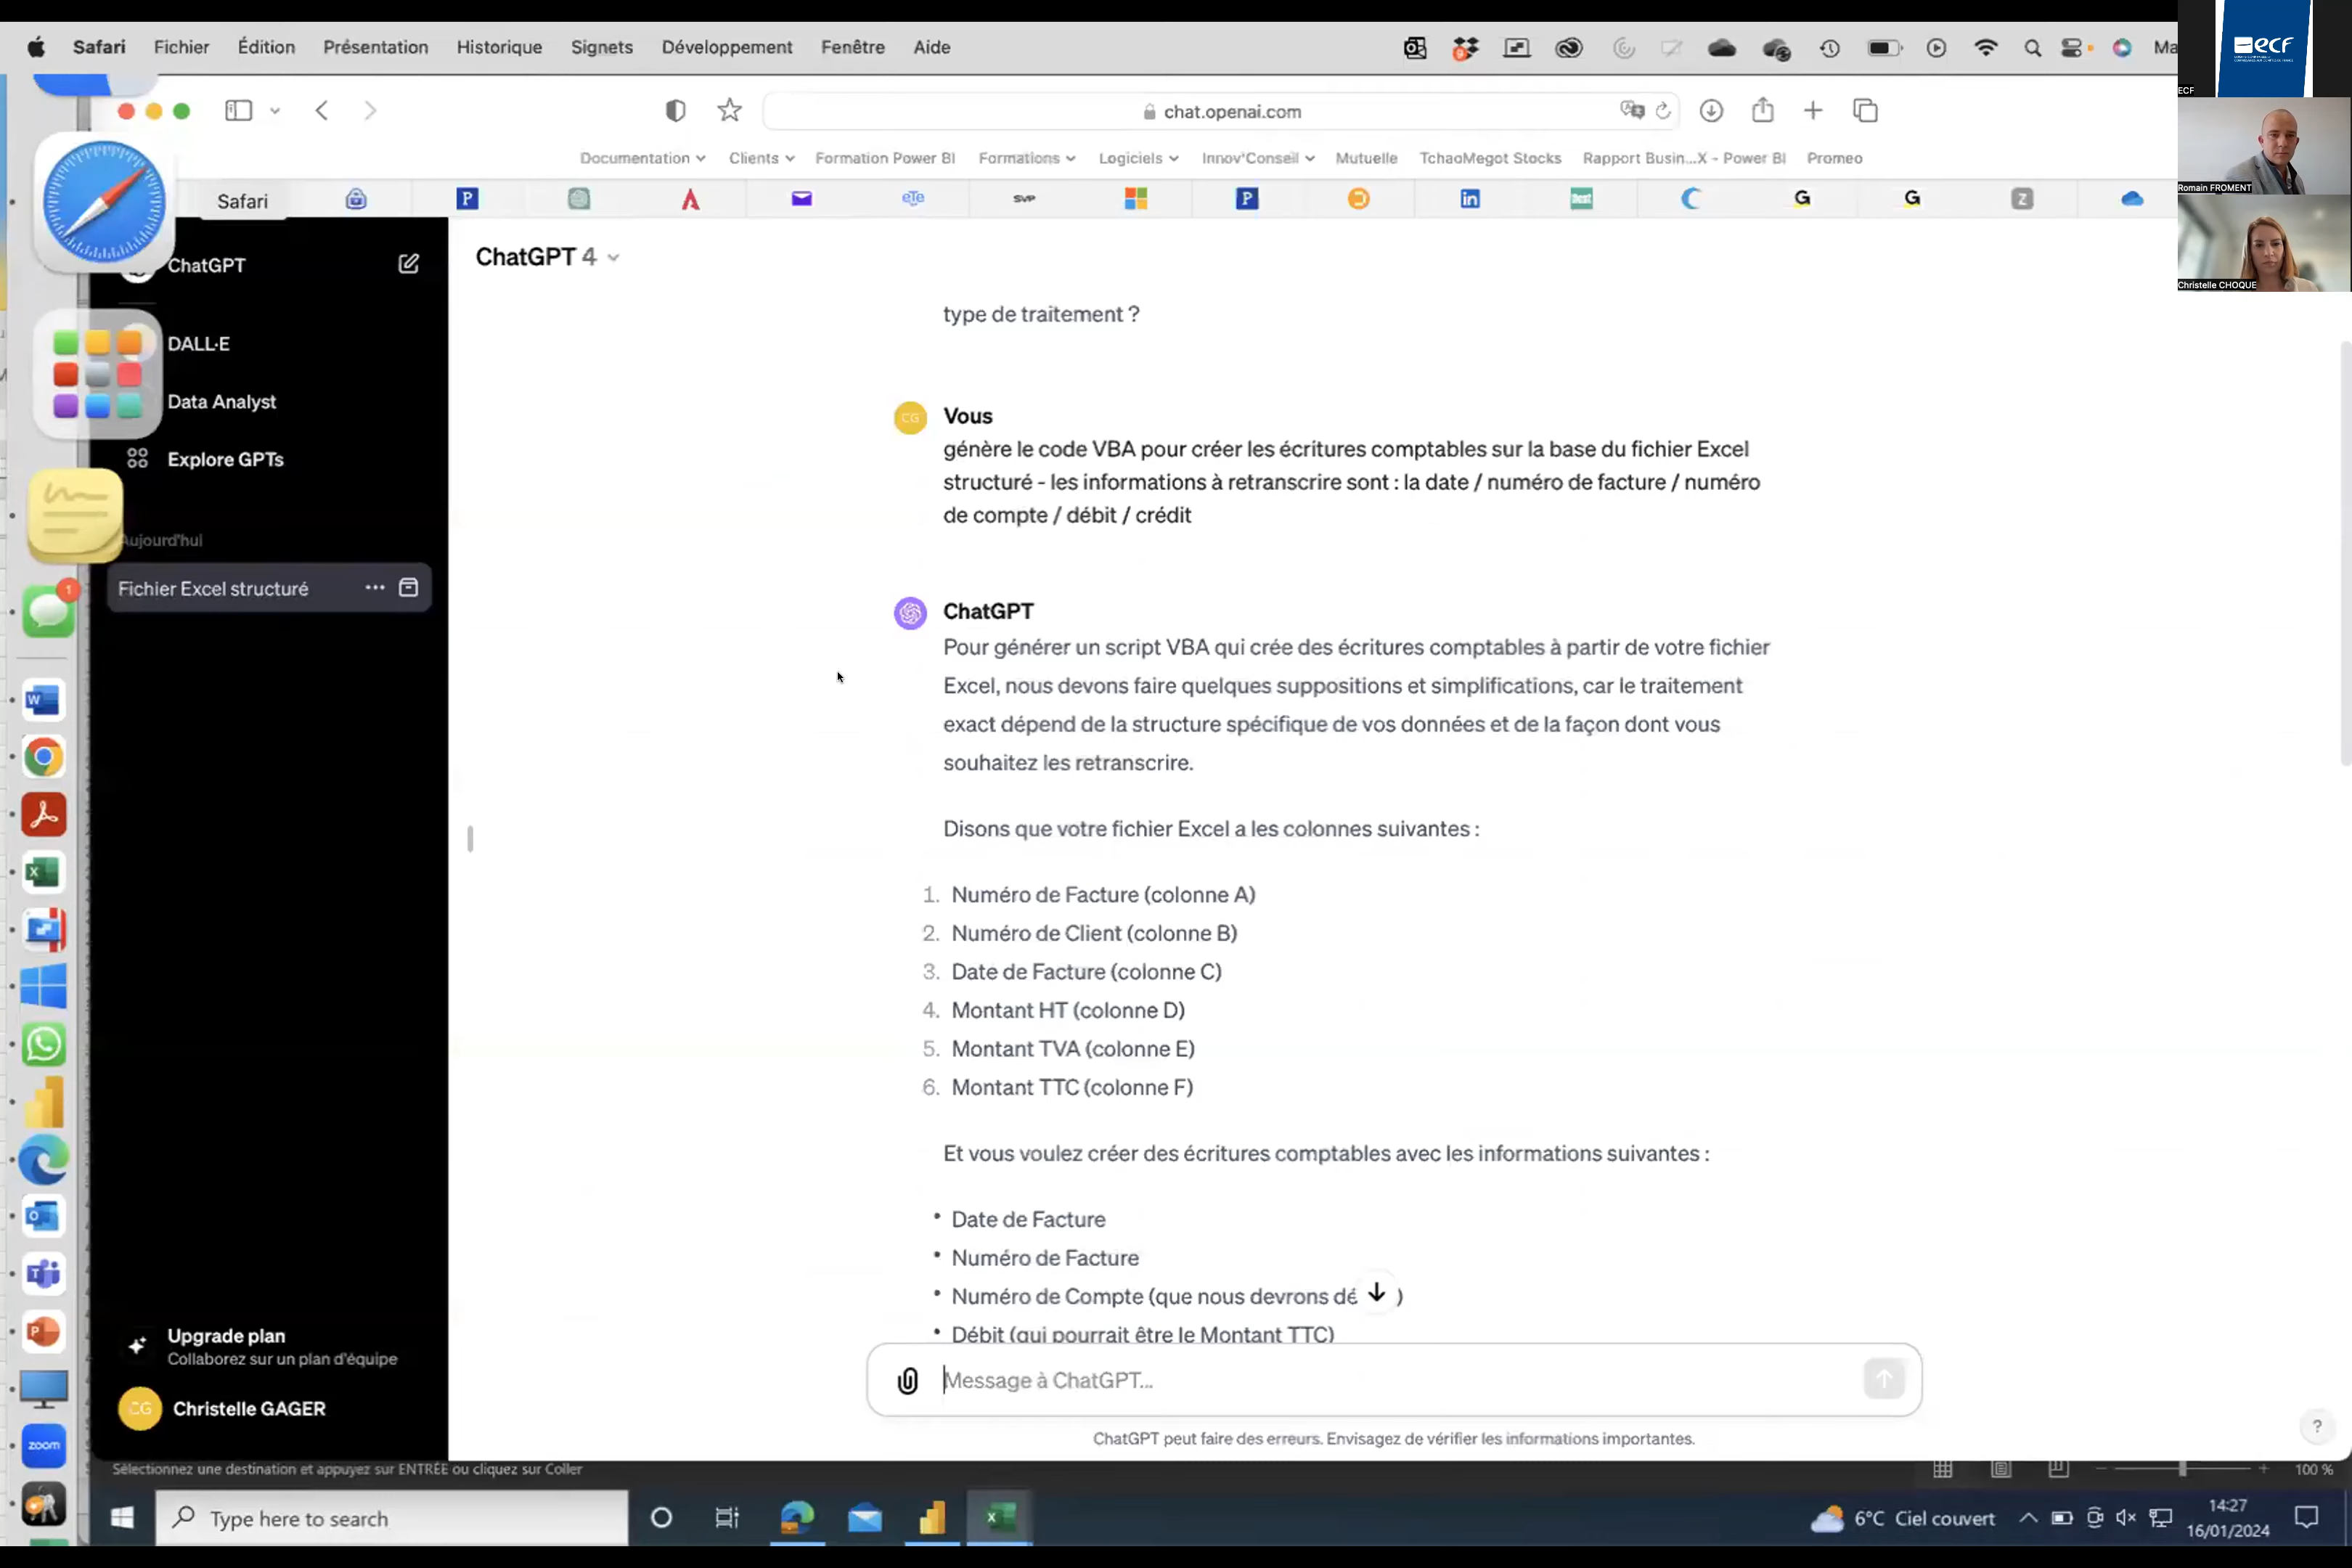 Safari Fichier Édition Présentation Historique Signets Développement Fenêtre Aide
Ma
ecf
ECF
Romain FROMENT
Christelle CHOQUE
chat.openai.com
Documentation Clients Formation Power BI Formations Logiciels Innov'Conseil Mutuelle TchaoMegot Stocks Rapport Busin...X - Power BI Promeo
Safari
P
eTe
SVP
P
in
Best
G
G
Z
ChatGPT
DALL·E
Data Analyst
Explore GPTs
Aujourd'hui
Fichier Excel structuré
1
ChatGPT 4
type de traitement ?
CG
Vous
génère le code VBA pour créer les écritures comptables sur la base du fichier Excel
structuré - les informations à retranscrire sont : la date / numéro de facture / numéro
de compte / débit / crédit
ChatGPT
Pour générer un script VBA qui crée des écritures comptables à partir de votre fichier
Excel, nous devons faire quelques suppositions et simplifications, car le traitement
exact dépend de la structure spécifique de vos données et de la façon dont vous
souhaitez les retranscrire.
Disons que votre fichier Excel a les colonnes suivantes :
1. Numéro de Facture (colonne A)
2. Numéro de Client (colonne B)
3. Date de Facture (colonne C)
4. Montant HT (colonne D)
5. Montant TVA (colonne E)
6. Montant TTC (colonne F)
Et vous voulez créer des écritures comptables avec les informations suivantes :
• Date de Facture
• Numéro de Facture
• Numéro de Compte (que nous devrons dé )
• Débit (qui pourrait être le Montant TTC)
Message à ChatGPT...
ChatGPT peut faire des erreurs. Envisagez de vérifier les informations importantes.
?
Upgrade plan
Collaborez sur un plan d'équipe
CG
Christelle GAGER
zoom
Sélectionnez une destination et appuyez sur ENTRÉE ou cliquez sur Coller
100 %
Type here to search
6°C Ciel couvert
14:27
16/01/2024